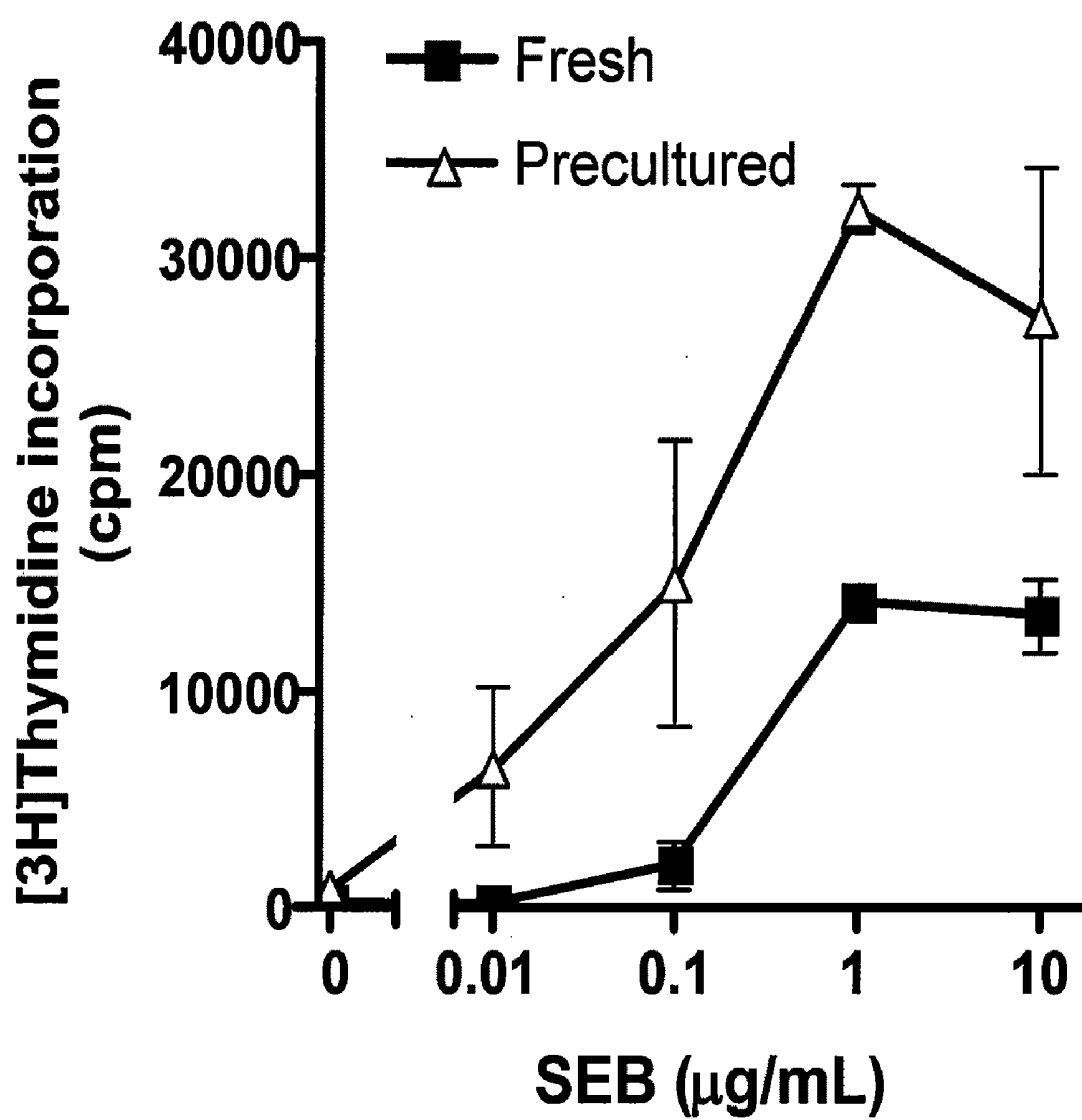 40000
30000
20000
10000
0
[3H]Thymidine incorporation
(cpm)
Fresh
Precultured
0 0.01 0.1 1 10
SEB (μg/mL)